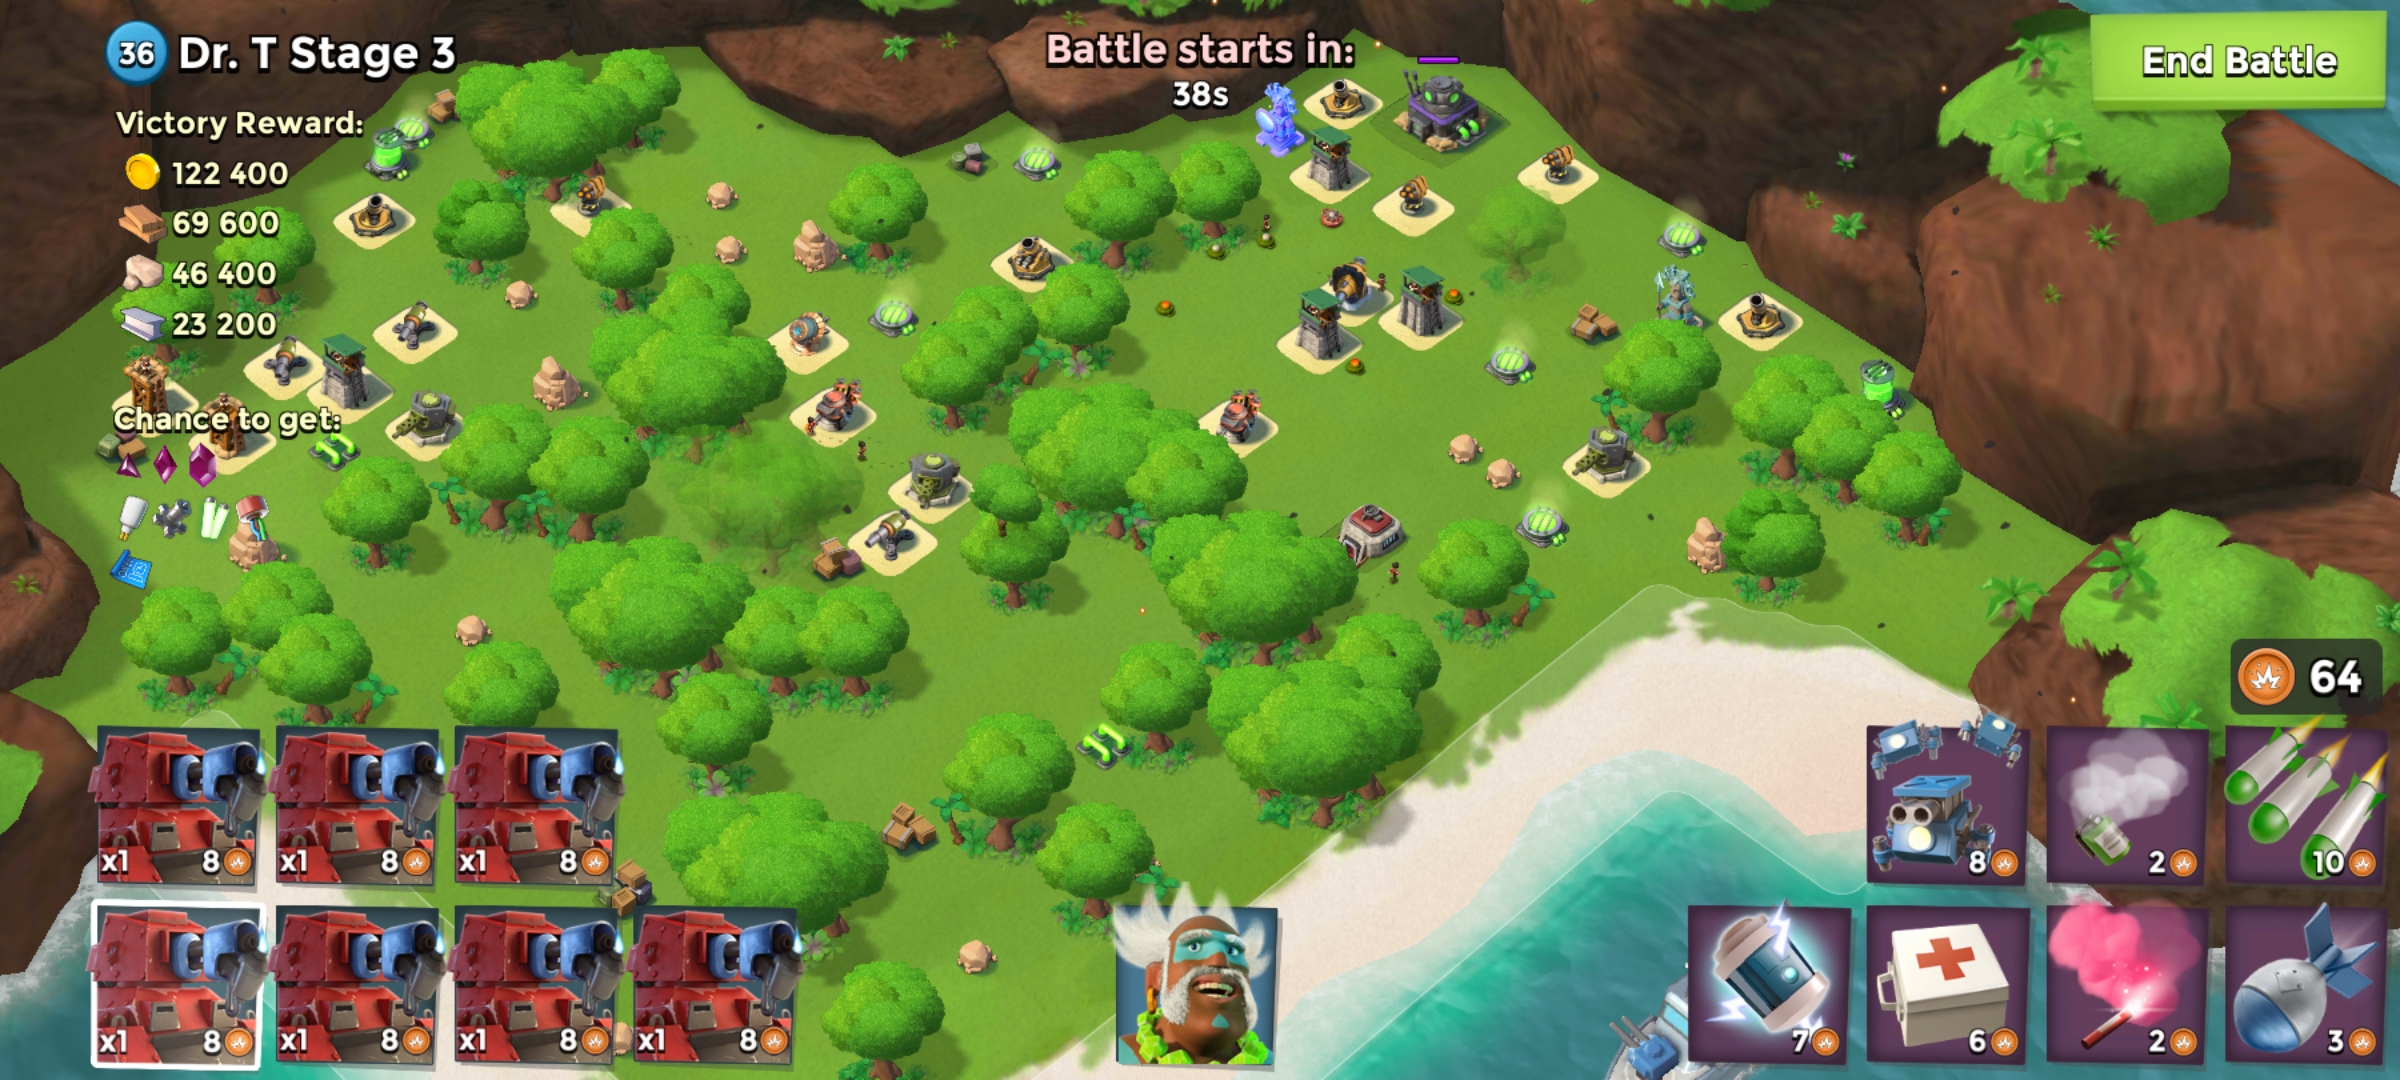 36 Dr. T Stage 3
Battle starts in:
38s
End Battle
Victory Reward:
122 400
69 600
46 400
23 200
Chance to get:
64
x1 8
x1 8
x1 8
8
2
10
x1 8
x1 8
x1 8
x1 8
7
6
2
3